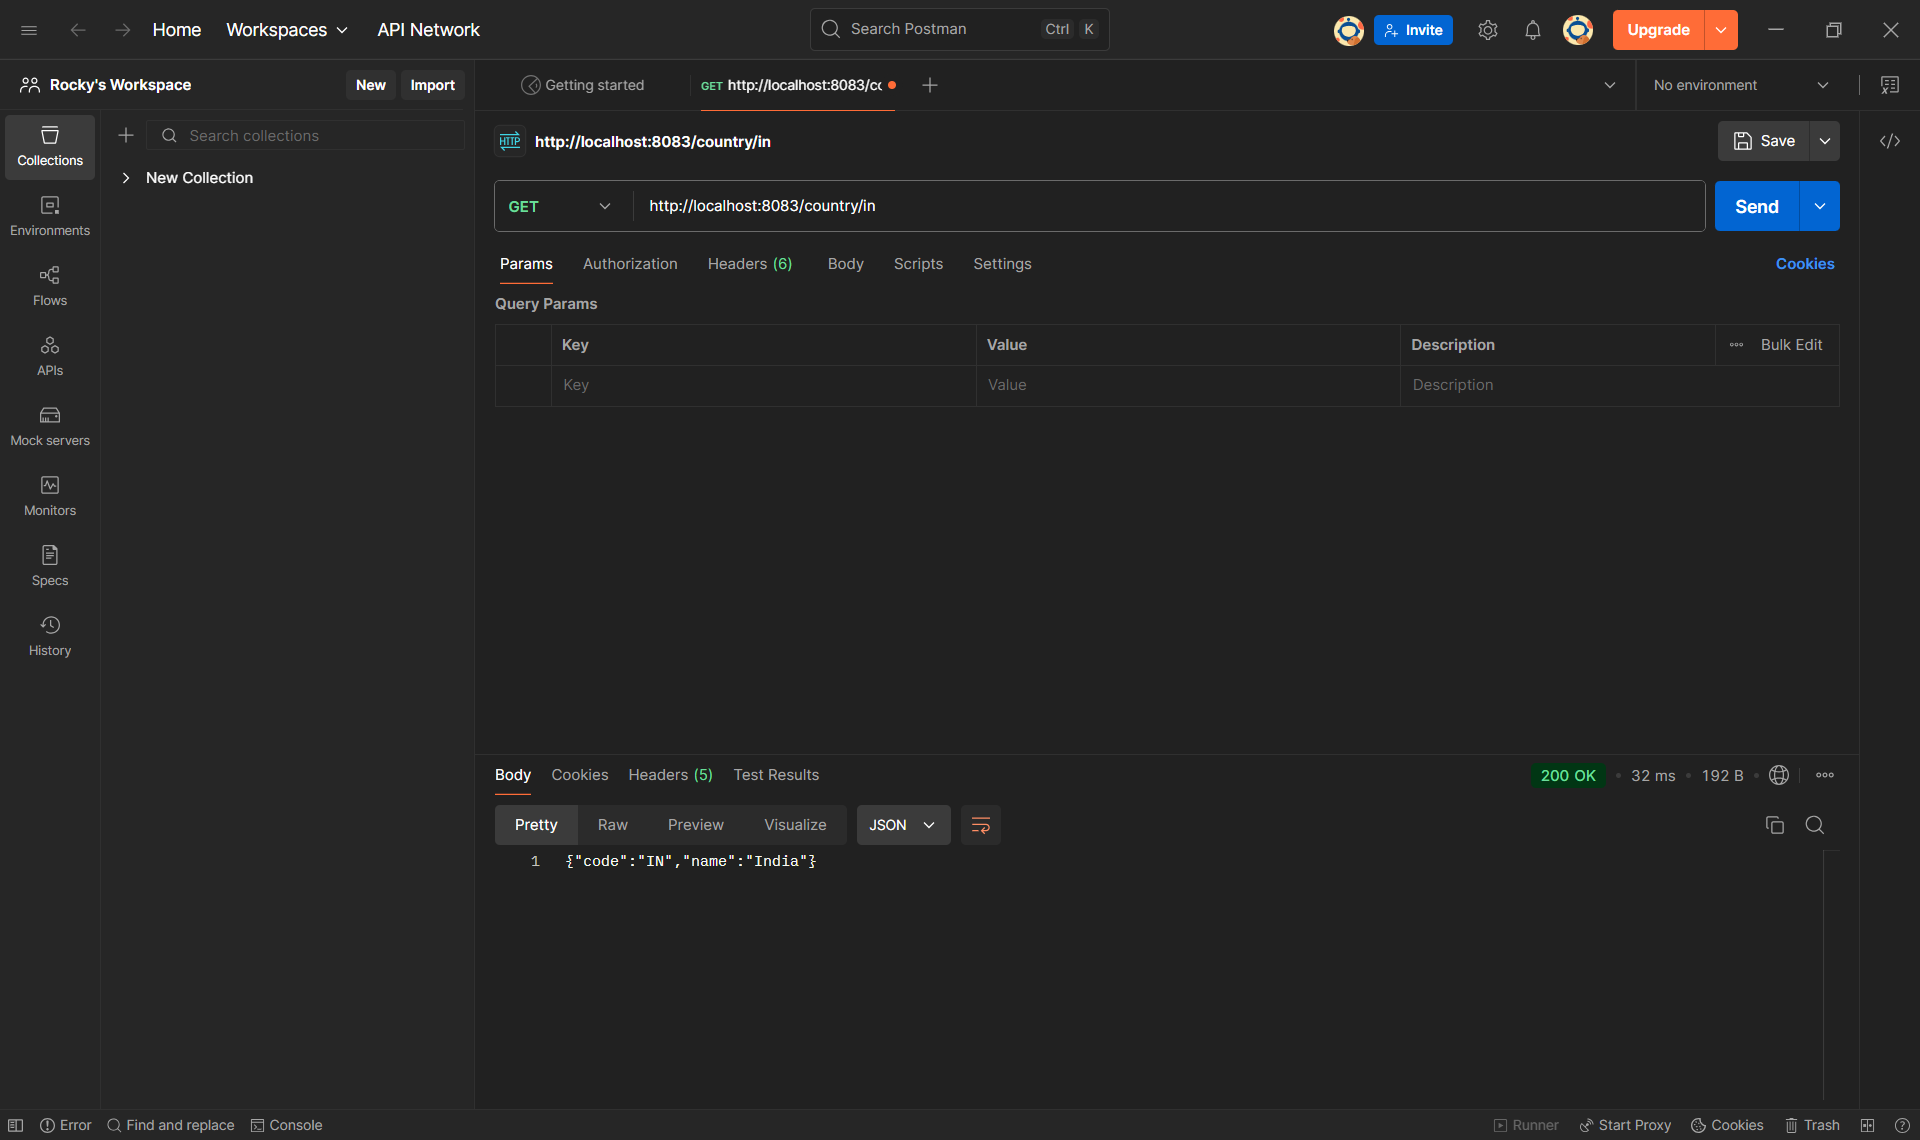 Home Workspaces API Network Search Postman Ctrl K Invite Upgrade
Rocky's Workspace New Import Getting started GET http://localhost:8083/cc No environment
Collections
Search collections
New Collection
Environments
Flows
APIs
Mock servers
Monitors
Specs
History
HTTP http://localhost:8083/country/in Save
GET http://localhost:8083/country/in Send
Params Authorization Headers (6) Body Scripts Settings Cookies
Query Params
Key Value Description Bulk Edit
Key Value Description
Body Cookies Headers (5) Test Results 200 OK 32 ms 192 B
Pretty Raw Preview Visualize JSON
1 {"code":"IN","name":"India"}
Error Find and replace Console Runner Start Proxy Cookies Trash